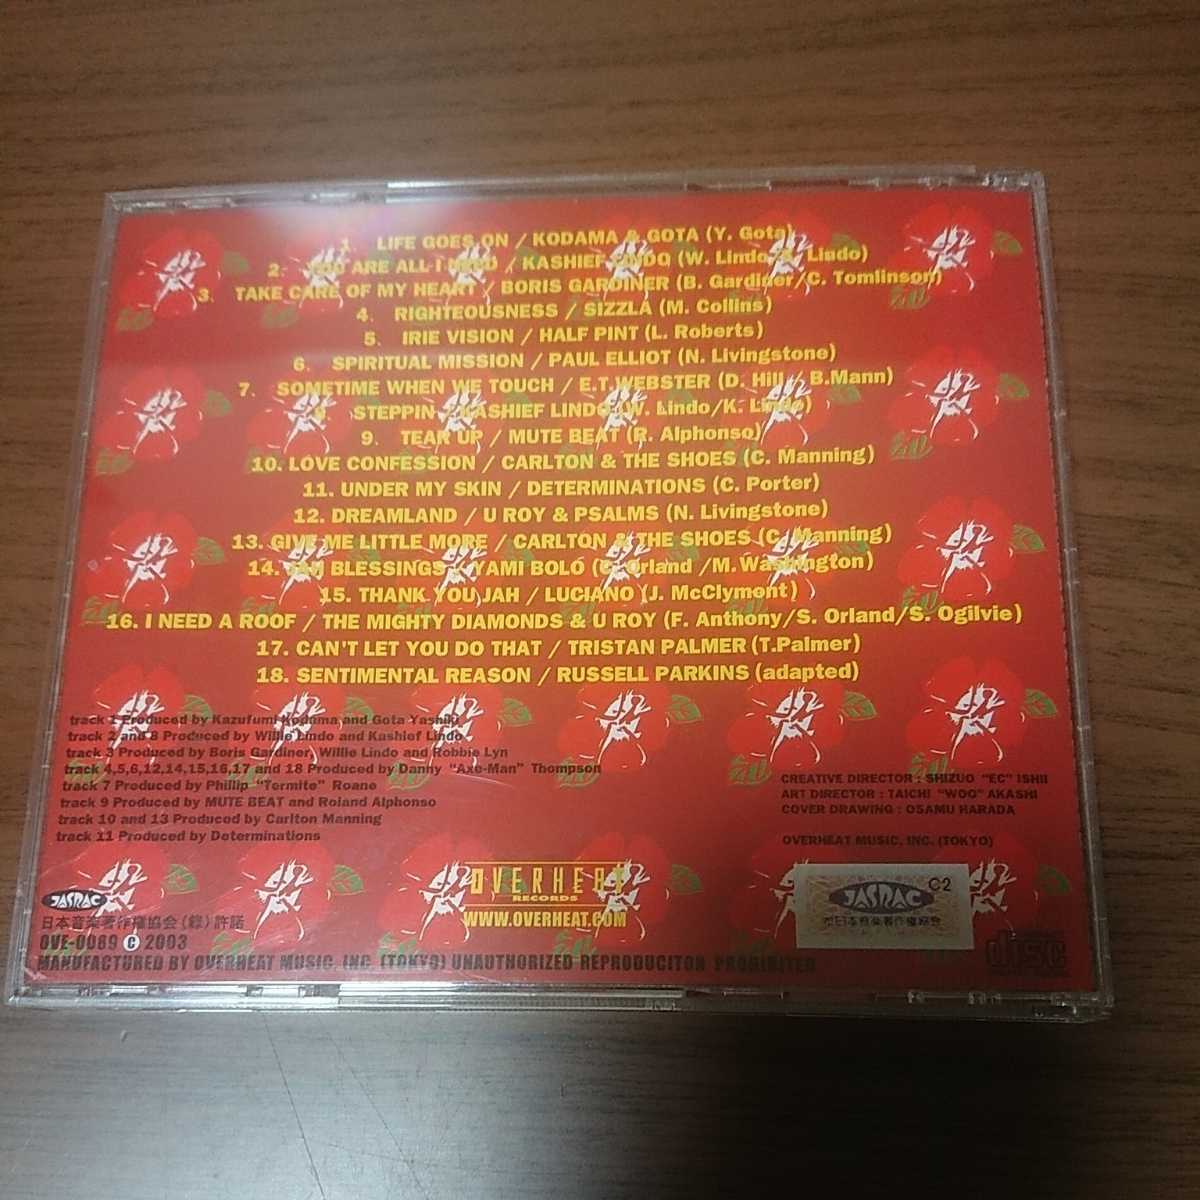 1. LIFE GOES ON / KODAMA & GOTA (Y. Gota)
2. YOU ARE ALL I NEED / KASHIEF LINDO (W. Lindo/K. Lindo)
3. TAKE CARE OF MY HEART / BORIS GARDINER (B. Gardiner/C. Tomlinson)
4. RIGHTEOUSNESS / SIZZLA (M. Collins)
5. IRIE VISION / HALF PINT (L. Roberts)
6. SPIRITUAL MISSION / PAUL ELLIOT (N. Livingstone)
7. SOMETIME WHEN WE TOUCH / E.T.WEBSTER (D. Hill / B.Mann)
8. STEPPIN / KASHIEF LINDO (W. Lindo/K. Lindo)
9. TEAR UP / MUTE BEAT (R. Alphonso)
10. LOVE CONFESSION / CARLTON & THE SHOES (C. Manning)
11. UNDER MY SKIN / DETERMINATIONS (C. Porter)
12. DREAMLAND / U ROY & PSALMS (N. Livingstone)
13. GIVE ME LITTLE MORE / CARLTON & THE SHOES (C. Manning)
14. JAH BLESSINGS / YAMI BOLO (C. Orland /M.Washington)
15. THANK YOU JAH / LUCIANO (J. McClymont)
16. I NEED A ROOF / THE MIGHTY DIAMONDS & U ROY (F. Anthony/S. Orland/S. Ogilvie)
17. CAN'T LET YOU DO THAT / TRISTAN PALMER (T.Palmer)
18. SENTIMENTAL REASON / RUSSELL PARKINS (adapted)
track 1 Produced by Kazufumi Kodama and Gota Yashiki
track 2 and 8 Produced by Willie Lindo and Kashief Lindo
track 3 Produced by Boris Gardiner, Willie Lindo and Robbie Lyn
track 4,5,6,12,14,15,16,17 and 18 Produced by Danny "Axe-Man" Thompson
track 7 Produced by Phillip "Termite" Roane
track 9 Produced by MUTE BEAT and Roland Alphonso
track 10 and 13 Produced by Carlton Manning
track 11 Produced by Determinations
CREATIVE DIRECTOR : SHIZUO "EC" ISHII
ART DIRECTOR : TAICHI "WOO" AKASHI
COVER DRAWING : OSAMU HARADA
OVERHEAT MUSIC, INC. (TOKYO)
OVERHEAT
RECORDS
WWW.OVERHEAT.COM
JASRAC
日本音楽著作権協会(録)許諾
OVE-0089 © 2003
MANUFACTURED BY OVERHEAT MUSIC, INC. (TOKYO) UNAUTHORIZED REPRODUCITON PROHIBITED
C2
JASRAC
日本音楽著作権協会
disc